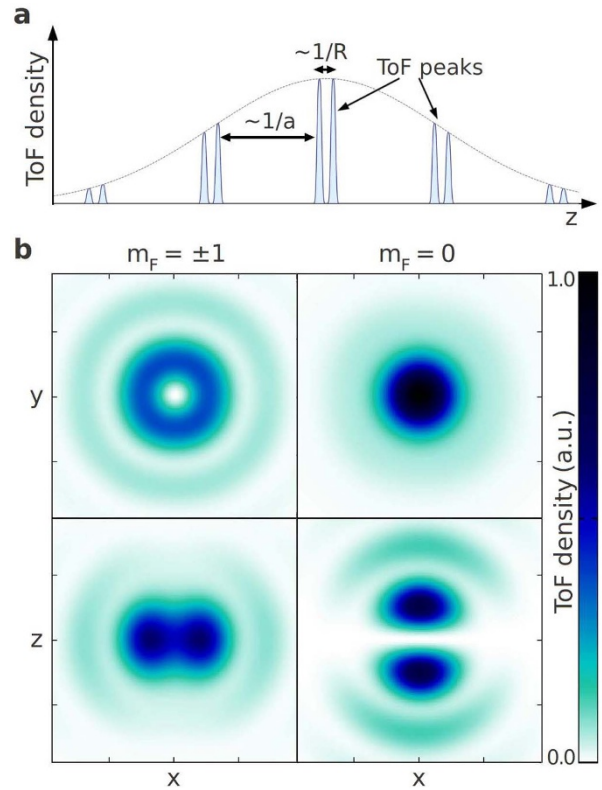 a
ToF density
~1/R
ToF peaks
~1/a
z
b
m_F = ±1
m_F = 0
1.0
y
z
x
x
0.0
ToF density (a.u.)